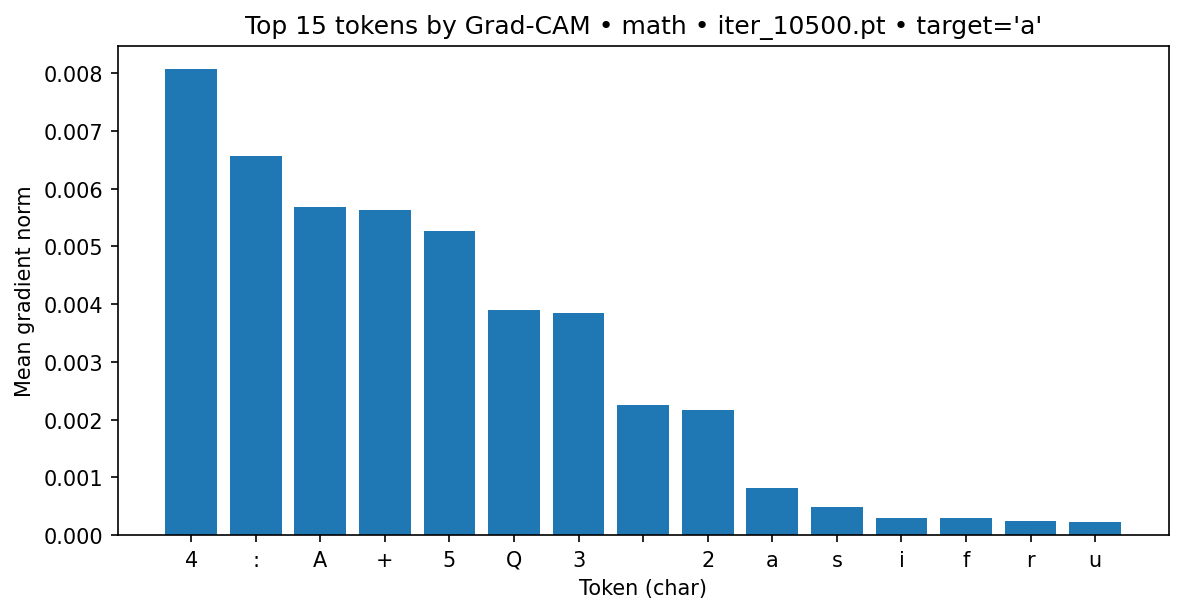 Top 15 tokens by Grad-CAM • math • iter_10500.pt • target='a'
Mean gradient norm
0.008
0.007
0.006
0.005
0.004
0.003
0.002
0.001
0.000
4 : A + 5 Q 3 2 a s i f r u
Token (char)